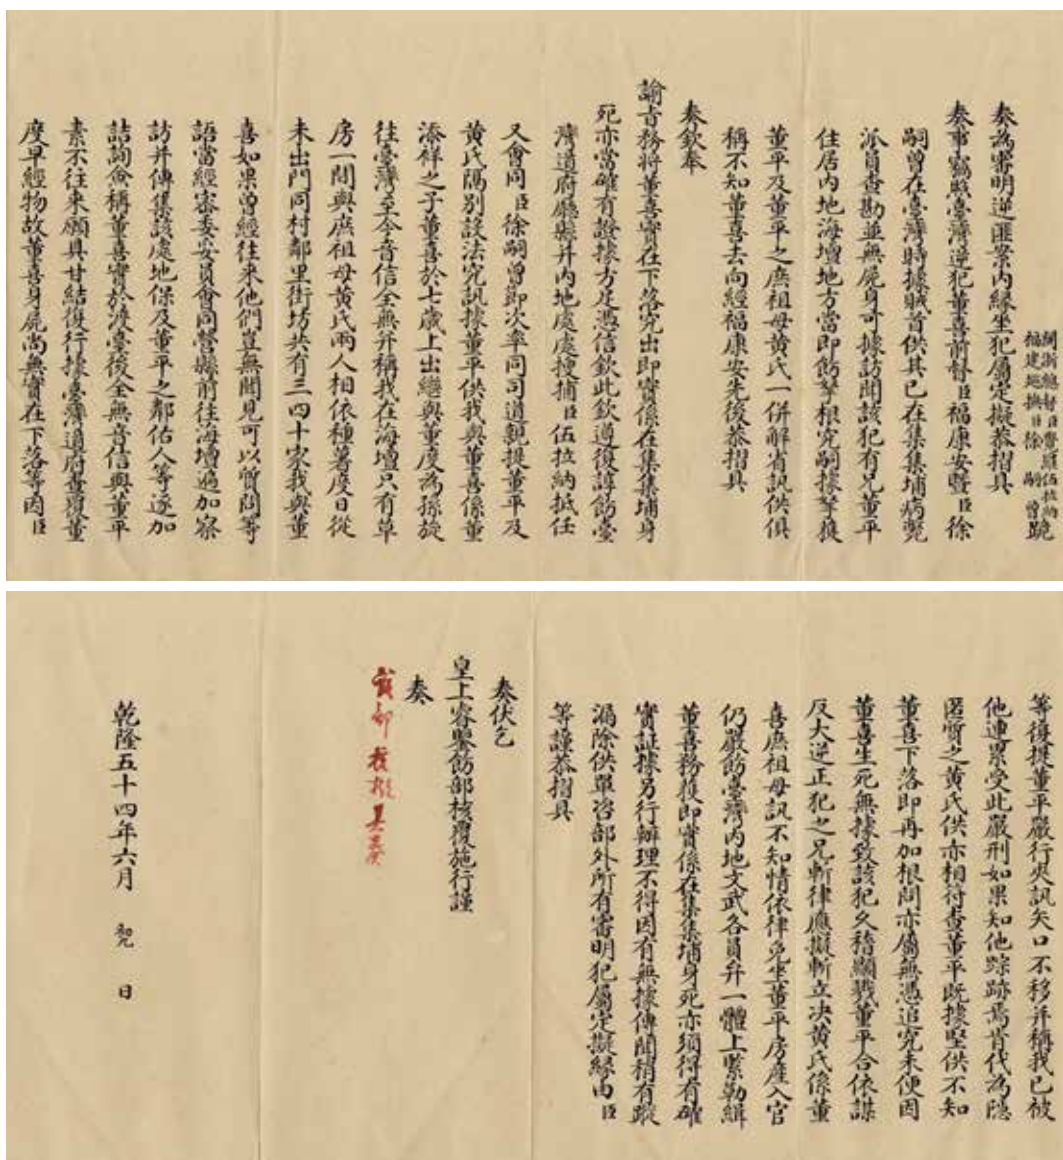 閩浙總督臣覺羅伍拉納跪
福建巡撫臣徐嗣曾
奏為審明逆匪案內緣坐犯屬定擬恭摺具
奏事竊照臺灣逆犯董喜前督臣福康安暨臣徐
嗣曾在臺灣時據賊首供其已在集集埔病斃
派員查勘並無屍身可據訪聞該犯有兄董平
住居內地海壇地方當即飭拏根究嗣據拏獲
董平及董平之庶祖母黃氏一併解省訊供俱
稱不知董喜去向經福康安先後恭摺具
奏欽奉
諭旨務將董喜實在下落究出即實係在集集埔身
死亦當確有證據方足憑信欽此欽遵復諄飭臺
灣道府廳縣并內地處處搜捕臣伍拉納抵任
又會同臣徐嗣曾即次率同司道親提董平及
黃氏隔別設法究訊據董平供我與董喜係董
添祥之子董喜於七歲上出繼與董度為孫旋
往臺灣至今音信全無并稱我在海壇只有草
房一間與庶祖母黃氏兩人相依種薯度日從
未出門同村鄰里街坊共有三四十家我與董
喜如果曾經往來他們豈無聞見可以質問等
語當經密委妥員會同營縣前往海壇逐加察
訪并傳集該處地保及董平之鄰佑人等逐加
詰詢僉稱董喜實於渡臺後全無音信與董平
素不往來願具甘結復行據臺灣道府查覆董
度早經物故董喜身屍尚無實在下落等因臣
等復提董平嚴行夾訊矢口不移并稱我已被
他連累受此嚴刑如果知他踪跡焉肯代為隱
匿質之黃氏供亦相符查董平既據堅供不知
董喜下落即再加根問亦屬無憑追究未便因
董喜生死無據致該犯久稽顯戮董平合依謀
反大逆正犯之兄斬律應擬斬立決黃氏係董
喜庶祖母訊不知情依律免坐董平房產入官
仍嚴飭臺灣內地文武各員弁一體上緊勒緝
董喜務獲即實係在集集埔身死亦須得有確
實証據另行辦理不得因有無據傳聞稍有踈
漏除供單咨部外所有審明犯屬定擬緣由臣
等謹恭摺具
奏伏乞
皇上睿鑒飭部核覆施行謹
奏
該部核擬具奏
乾隆五十四年六月 初九 日